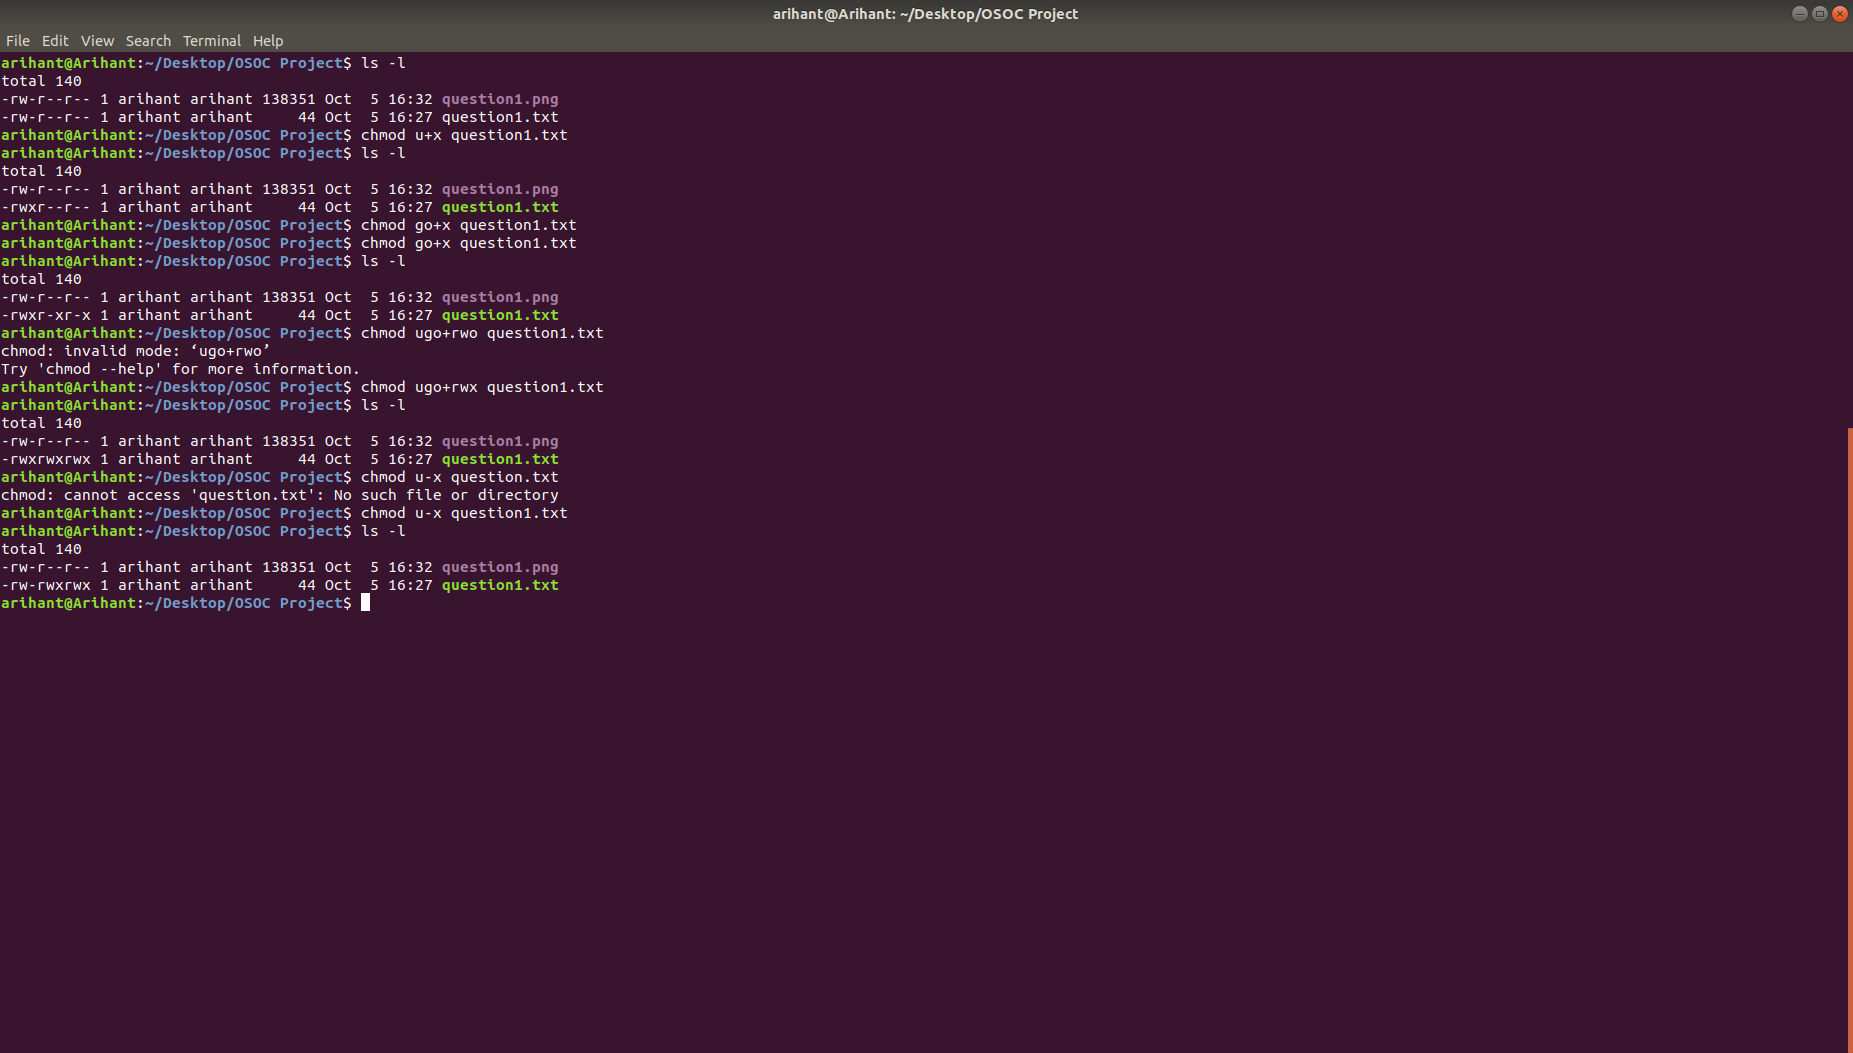 arihant@Arihant: ~/Desktop/OSOC Project
File Edit View Search Terminal Help
arihant@Arihant:~/Desktop/OSOC Project$ ls -l
total 140
-rw-r--r-- 1 arihant arihant 138351 Oct  5 16:32 question1.png
-rw-r--r-- 1 arihant arihant     44 Oct  5 16:27 question1.txt
arihant@Arihant:~/Desktop/OSOC Project$ chmod u+x question1.txt
arihant@Arihant:~/Desktop/OSOC Project$ ls -l
total 140
-rw-r--r-- 1 arihant arihant 138351 Oct  5 16:32 question1.png
-rwxr--r-- 1 arihant arihant     44 Oct  5 16:27 question1.txt
arihant@Arihant:~/Desktop/OSOC Project$ chmod go+x question1.txt
arihant@Arihant:~/Desktop/OSOC Project$ chmod go+x question1.txt
arihant@Arihant:~/Desktop/OSOC Project$ ls -l
total 140
-rw-r--r-- 1 arihant arihant 138351 Oct  5 16:32 question1.png
-rwxr-xr-x 1 arihant arihant     44 Oct  5 16:27 question1.txt
arihant@Arihant:~/Desktop/OSOC Project$ chmod ugo+rwo question1.txt
chmod: invalid mode: ‘ugo+rwo’
Try 'chmod --help' for more information.
arihant@Arihant:~/Desktop/OSOC Project$ chmod ugo+rwx question1.txt
arihant@Arihant:~/Desktop/OSOC Project$ ls -l
total 140
-rw-r--r-- 1 arihant arihant 138351 Oct  5 16:32 question1.png
-rwxrwxrwx 1 arihant arihant     44 Oct  5 16:27 question1.txt
arihant@Arihant:~/Desktop/OSOC Project$ chmod u-x question.txt
chmod: cannot access 'question.txt': No such file or directory
arihant@Arihant:~/Desktop/OSOC Project$ chmod u-x question1.txt
arihant@Arihant:~/Desktop/OSOC Project$ ls -l
total 140
-rw-r--r-- 1 arihant arihant 138351 Oct  5 16:32 question1.png
-rw-rwxrwx 1 arihant arihant     44 Oct  5 16:27 question1.txt
arihant@Arihant:~/Desktop/OSOC Project$